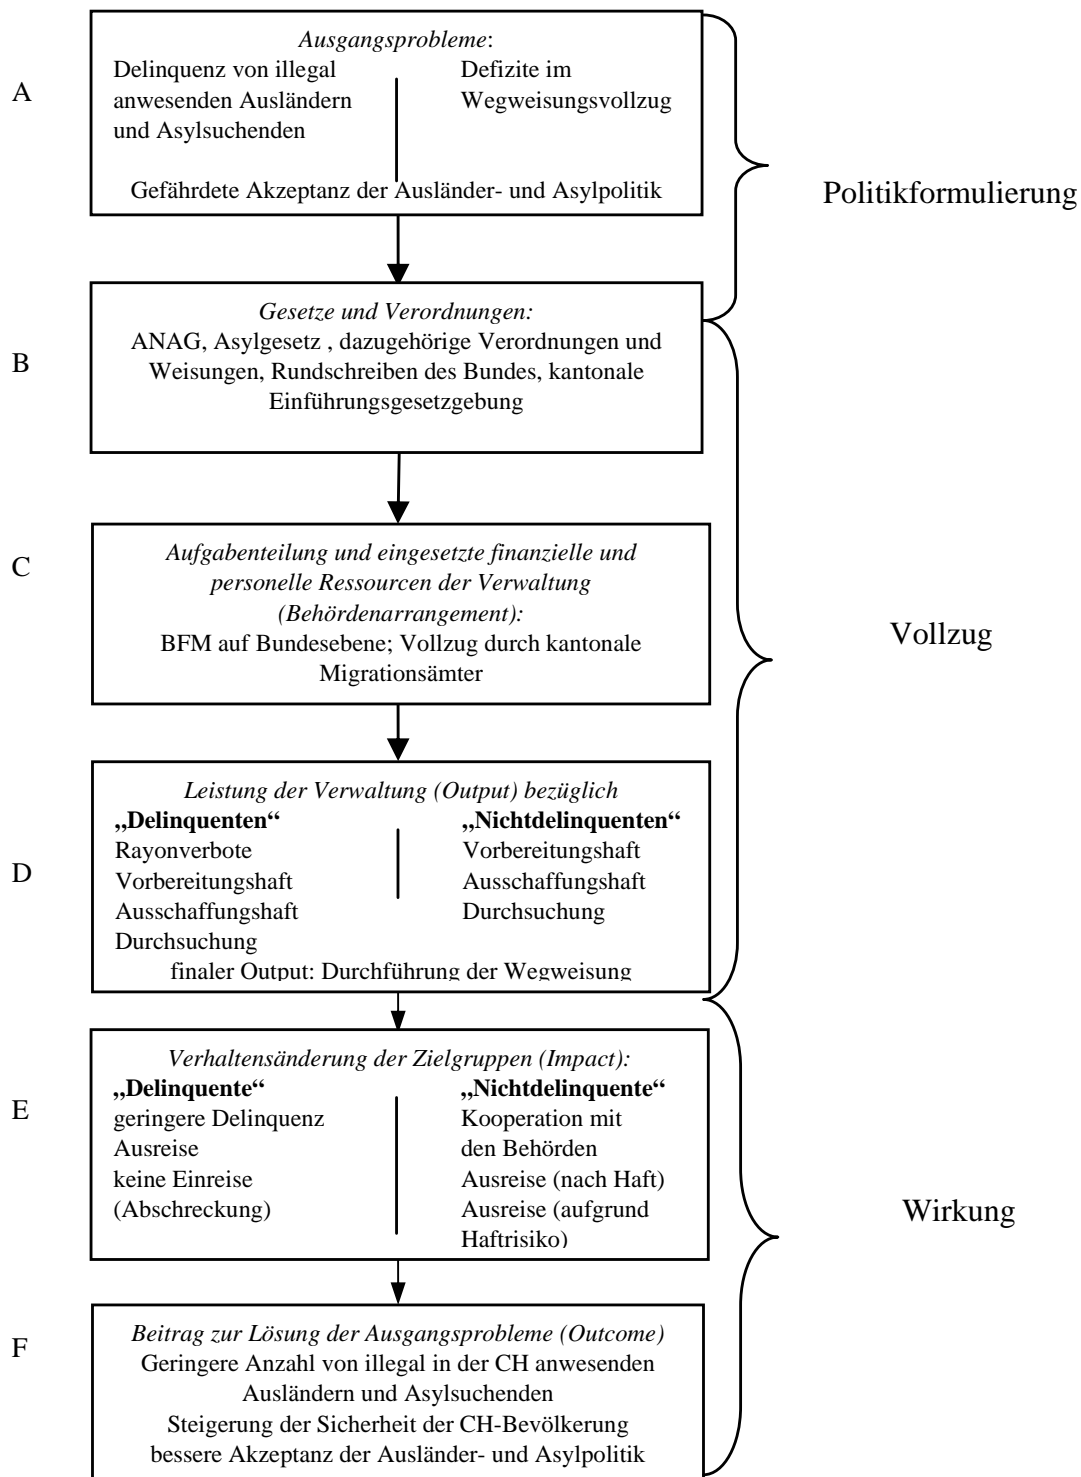 Ausgangsprobleme:
A
Delinquenz von illegal
anwesenden Ausländern
und Asylsuchenden
Defizite im
Wegweisungsvollzug
Gefährdete Akzeptanz der Ausländer- und Asylpolitik
Politikformulierung
B
Gesetze und Verordnungen:
ANAG, Asylgesetz , dazugehörige Verordnungen und
Weisungen, Rundschreiben des Bundes, kantonale
Einführungsgesetzgebung
C
Aufgabenteilung und eingesetzte finanzielle und
personelle Ressourcen der Verwaltung
(Behördenarrangement):
BFM auf Bundesebene; Vollzug durch kantonale
Migrationsämter
Vollzug
D
Leistung der Verwaltung (Output) bezüglich
„Delinquenten“
Rayonverbote
Vorbereitungshaft
Ausschaffungshaft
Durchsuchung
„Nichtdelinquenten“
Vorbereitungshaft
Ausschaffungshaft
Durchsuchung
finaler Output: Durchführung der Wegweisung
E
Verhaltensänderung der Zielgruppen (Impact):
„Delinquente“
geringere Delinquenz
Ausreise
keine Einreise
(Abschreckung)
„Nichtdelinquente“
Kooperation mit
den Behörden
Ausreise (nach Haft)
Ausreise (aufgrund
Haftrisiko)
Wirkung
F
Beitrag zur Lösung der Ausgangsprobleme (Outcome)
Geringere Anzahl von illegal in der CH anwesenden
Ausländern und Asylsuchenden
Steigerung der Sicherheit der CH-Bevölkerung
bessere Akzeptanz der Ausländer- und Asylpolitik